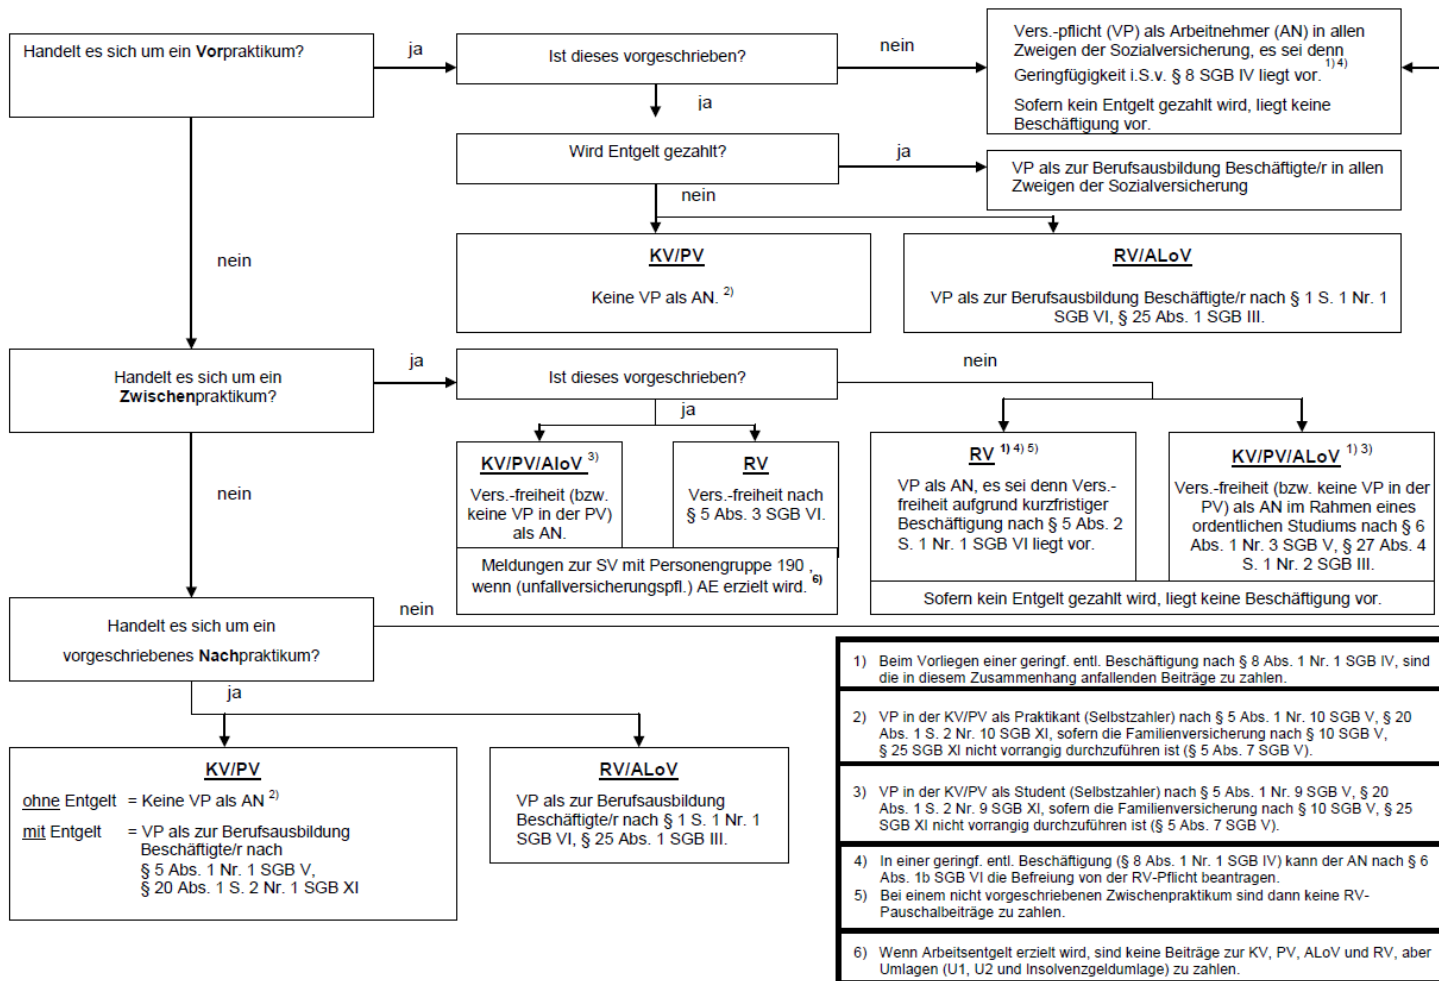 Handelt es sich um ein Vorpraktikum?
ja
Ist dieses vorgeschrieben?
nein
Vers.-pflicht (VP) als Arbeitnehmer (AN) in allen
Zweigen der Sozialversicherung, es sei denn
Geringfügigkeit i.S.v. § 8 SGB IV liegt vor. 1) 4)
Sofern kein Entgelt gezahlt wird, liegt keine
Beschäftigung vor.
ja
Wird Entgelt gezahlt?
ja
VP als zur Berufsausbildung Beschäftigte/r in allen
Zweigen der Sozialversicherung
nein
nein
KV/PV
Keine VP als AN. 2)
RV/ALoV
VP als zur Berufsausbildung Beschäftigte/r nach § 1 S. 1 Nr. 1
SGB VI, § 25 Abs. 1 SGB III.
Handelt es sich um ein
Zwischenpraktikum?
ja
Ist dieses vorgeschrieben?
nein
ja
nein
KV/PV/AloV 3)
Vers.-freiheit (bzw.
keine VP in der PV)
als AN.
RV
Vers.-freiheit nach
§ 5 Abs. 3 SGB VI.
Meldungen zur SV mit Personengruppe 190 ,
wenn (unfallversicherungspfl.) AE erzielt wird. 6)
RV 1) 4) 5)
VP als AN, es sei denn Vers.-
freiheit aufgrund kurzfristiger
Beschäftigung nach § 5 Abs. 2
S. 1 Nr. 1 SGB VI liegt vor.
KV/PV/ALoV 1) 3)
Vers.-freiheit (bzw. keine VP in der
PV) als AN im Rahmen eines
ordentlichen Studiums nach § 6
Abs. 1 Nr. 3 SGB V, § 27 Abs. 4
S. 1 Nr. 2 SGB III.
Sofern kein Entgelt gezahlt wird, liegt keine Beschäftigung vor.
Handelt es sich um ein
vorgeschriebenes Nachpraktikum?
nein
ja
KV/PV
ohne Entgelt = Keine VP als AN 2)
mit Entgelt = VP als zur Berufsausbildung
Beschäftigte/r nach
§ 5 Abs. 1 Nr. 1 SGB V,
§ 20 Abs. 1 S. 2 Nr. 1 SGB XI
RV/ALoV
VP als zur Berufsausbildung
Beschäftigte/r nach § 1 S. 1 Nr. 1
SGB VI, § 25 Abs. 1 SGB III.
1) Beim Vorliegen einer geringf. entl. Beschäftigung nach § 8 Abs. 1 Nr. 1 SGB IV, sind
die in diesem Zusammenhang anfallenden Beiträge zu zahlen.
2) VP in der KV/PV als Praktikant (Selbstzahler) nach § 5 Abs. 1 Nr. 10 SGB V, § 20
Abs. 1 S. 2 Nr. 10 SGB XI, sofern die Familienversicherung nach § 10 SGB V,
§ 25 SGB XI nicht vorrangig durchzuführen ist (§ 5 Abs. 7 SGB V).
3) VP in der KV/PV als Student (Selbstzahler) nach § 5 Abs. 1 Nr. 9 SGB V, § 20
Abs. 1 S. 2 Nr. 9 SGB XI, sofern die Familienversicherung nach § 10 SGB V, § 25
SGB XI nicht vorrangig durchzuführen ist (§ 5 Abs. 7 SGB V).
4) In einer geringf. entl. Beschäftigung (§ 8 Abs. 1 Nr. 1 SGB IV) kann der AN nach § 6
Abs. 1b SGB VI die Befreiung von der RV-Pflicht beantragen.
5) Bei einem nicht vorgeschriebenen Zwischenpraktikum sind dann keine RV-
Pauschalbeiträge zu zahlen.
6) Wenn Arbeitsentgelt erzielt wird, sind keine Beiträge zur KV, PV, ALoV und RV, aber
Umlagen (U1, U2 und Insolvenzgeldumlage) zu zahlen.